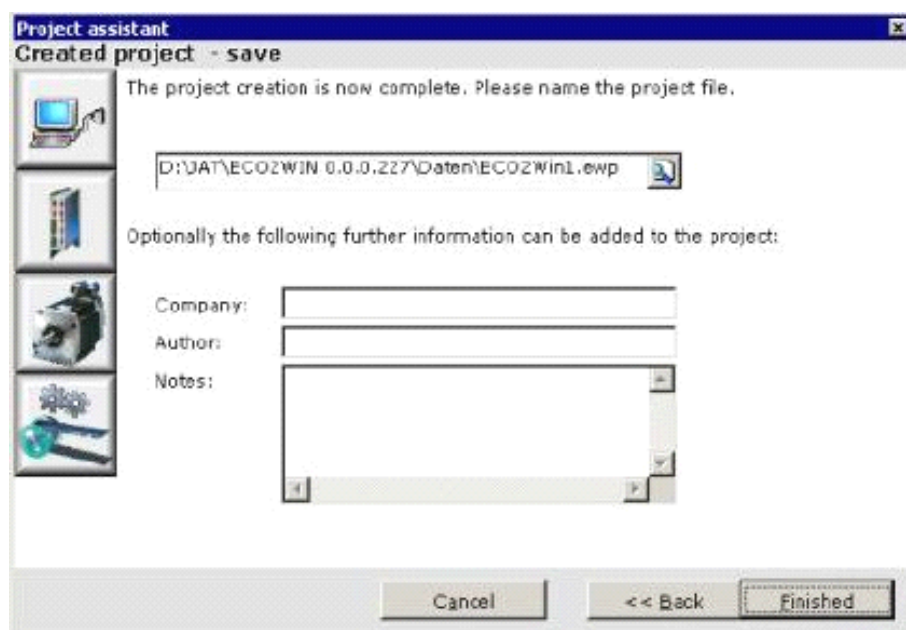 Project assistant
Created project - save
The project creation is now complete. Please name the project file.
D:\JAT\ECO2WIN 0.0.0.227\Daten\ECO2Win1.ewp
Optionally the following further information can be added to the project:
Company:
Author:
Notes:
Cancel
<< Back
Finished